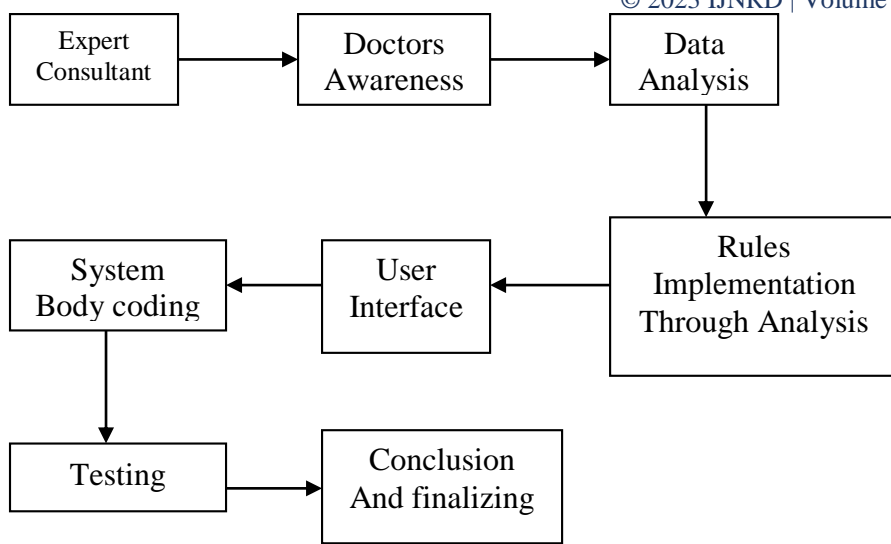 © 2023 IJNRD | Volume
Expert
Consultant
Doctors
Awareness
Data
Analysis
Rules
Implementation
Through Analysis
User
Interface
System
Body coding
Testing
Conclusion
And finalizing